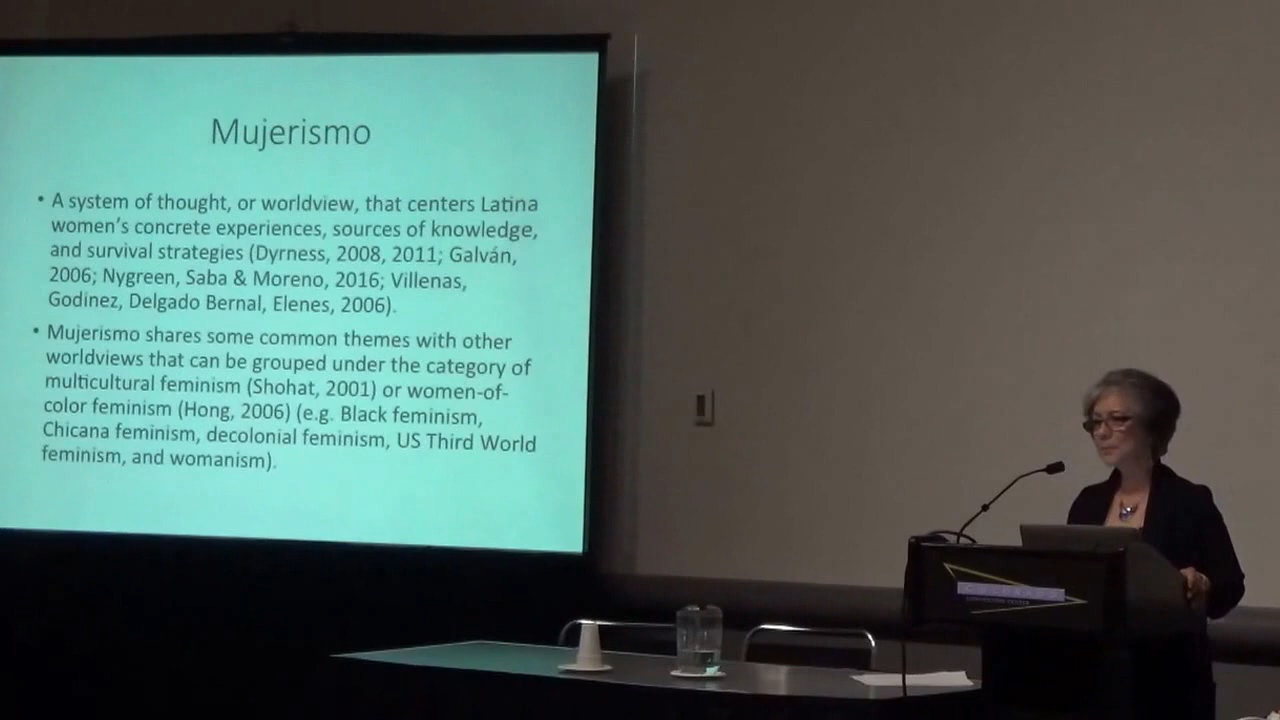 Mujerismo
• A system of thought, or worldview, that centers Latina
women's concrete experiences, sources of knowledge,
and survival strategies (Dyrness, 2008, 2011; Galván,
2006; Nygreen, Saba & Moreno, 2016; Villenas,
Godinez, Delgado Bernal, Elenes, 2006).
• Mujerismo shares some common themes with other
worldviews that can be grouped under the category of
multicultural feminism (Shohat, 2001) or women-of-
color feminism (Hong, 2006) (e.g. Black feminism,
Chicana feminism, decolonial feminism, US Third World
feminism, and womanism).